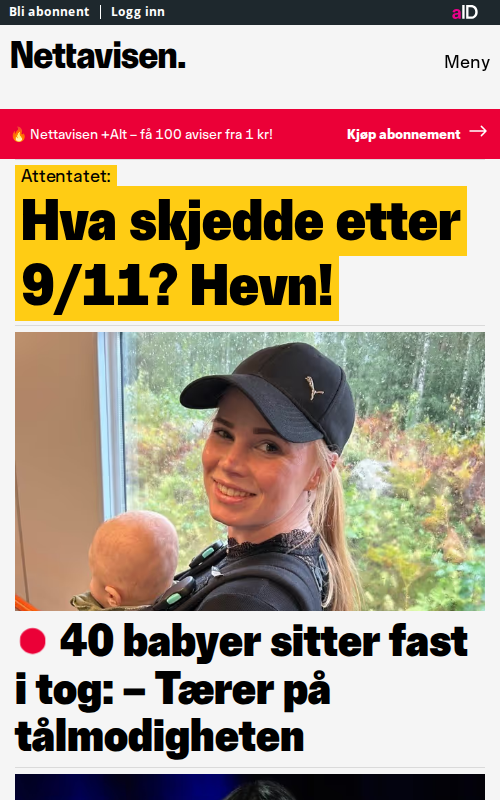 Bli abonnent
Logg inn
aID
Nettavisen.
Meny
Nettavisen +Alt – få 100 aviser fra 1 kr!
Kjøp abonnement
Attentatet:
Hva skjedde etter
9/11? Hevn!
40 babyer sitter fast
i tog: – Tærer på
tålmodigheten